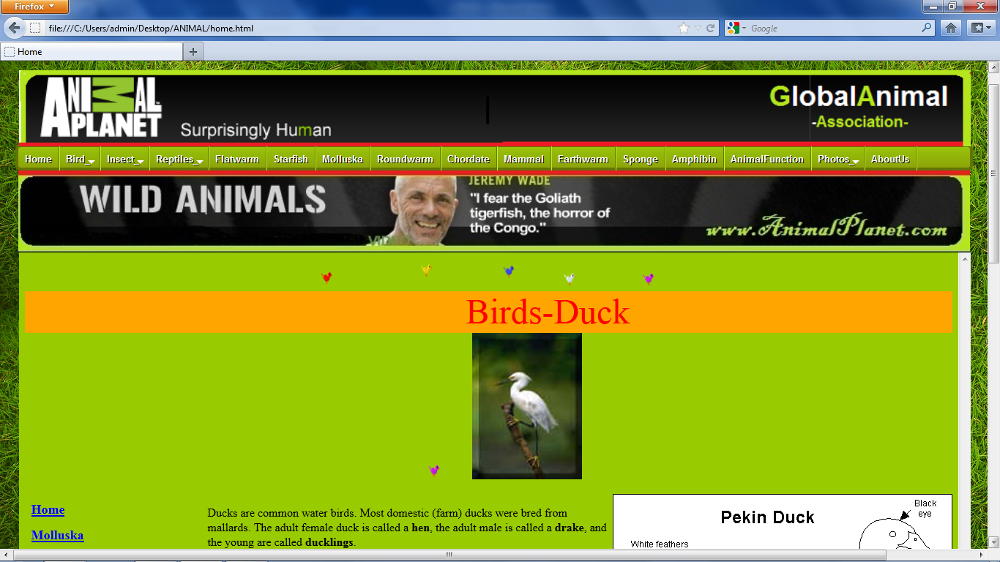 Firefox
file:///C:/Users/admin/Desktop/ANIMAL/home.html
Google
Home
ANIMAL PLANET
Surprisingly Human
GlobalAnimal
-Association-
Home Bird Insect Reptiles Flatwarm Starfish Molluska Roundwarm Chordate Mammal Earthwarm Sponge Amphibin AnimalFunction Photos AboutUs
WILD ANIMALS
JEREMY WADE
"I fear the Goliath
tigerfish, the horror of
the Congo."
VIDEO
www.AnimalPlanet.com
Birds-Duck
Home
Molluska
Ducks are common water birds. Most domestic (farm) ducks were bred from
mallards. The adult female duck is called a hen, the adult male is called a drake, and
the young are called ducklings.
Pekin Duck
Black
eye
White feathers